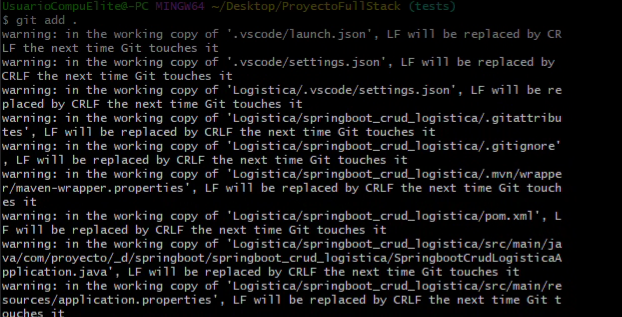 UsuarioCompuElite@-PC MINGW64 ~/Desktop/ProyectoFullStack (tests)
$ git add .
warning: in the working copy of '.vscode/launch.json', LF will be replaced by CR
LF the next time Git touches it
warning: in the working copy of '.vscode/settings.json', LF will be replaced by
CRLF the next time Git touches it
warning: in the working copy of 'Logistica/.vscode/settings.json', LF will be re
placed by CRLF the next time Git touches it
warning: in the working copy of 'Logistica/springboot_crud_logistica/.gitattribu
tes', LF will be replaced by CRLF the next time Git touches it
warning: in the working copy of 'Logistica/springboot_crud_logistica/.gitignore'
, LF will be replaced by CRLF the next time Git touches it
warning: in the working copy of 'Logistica/springboot_crud_logistica/.mvn/wrappe
r/maven-wrapper.properties', LF will be replaced by CRLF the next time Git touch
es it
warning: in the working copy of 'Logistica/springboot_crud_logistica/pom.xml', L
F will be replaced by CRLF the next time Git touches it
warning: in the working copy of 'Logistica/springboot_crud_logistica/src/main/ja
va/com/proyecto/_d/springboot/springboot_crud_logistica/SpringbootCrudLogisticaA
pplication.java', LF will be replaced by CRLF the next time Git touches it
warning: in the working copy of 'Logistica/springboot_crud_logistica/src/main/re
sources/application.properties', LF will be replaced by CRLF the next time Git t
ouches it